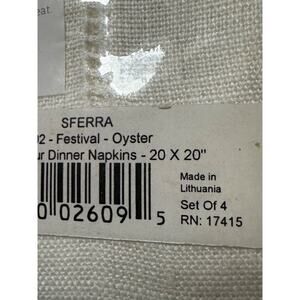 eat.
SFERRA
02 - Festival - Oyster
ur Dinner Napkins - 20 X 20"
Made in
Lithuania
Set Of 4
0 02609 5
RN: 17415